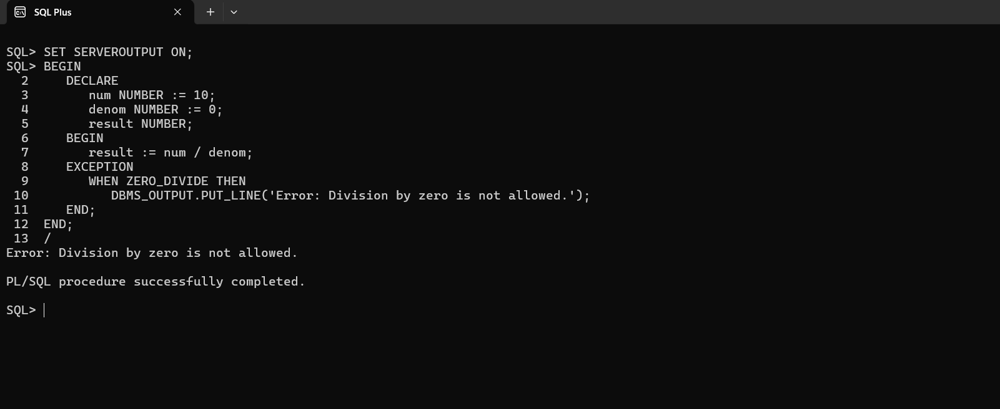 SQL Plus
SQL> SET SERVEROUTPUT ON;
SQL> BEGIN
  2     DECLARE
  3        num NUMBER := 10;
  4        denom NUMBER := 0;
  5        result NUMBER;
  6     BEGIN
  7        result := num / denom;
  8     EXCEPTION
  9        WHEN ZERO_DIVIDE THEN
 10           DBMS_OUTPUT.PUT_LINE('Error: Division by zero is not allowed.');
 11     END;
 12  END;
 13  /
Error: Division by zero is not allowed.
PL/SQL procedure successfully completed.
SQL>